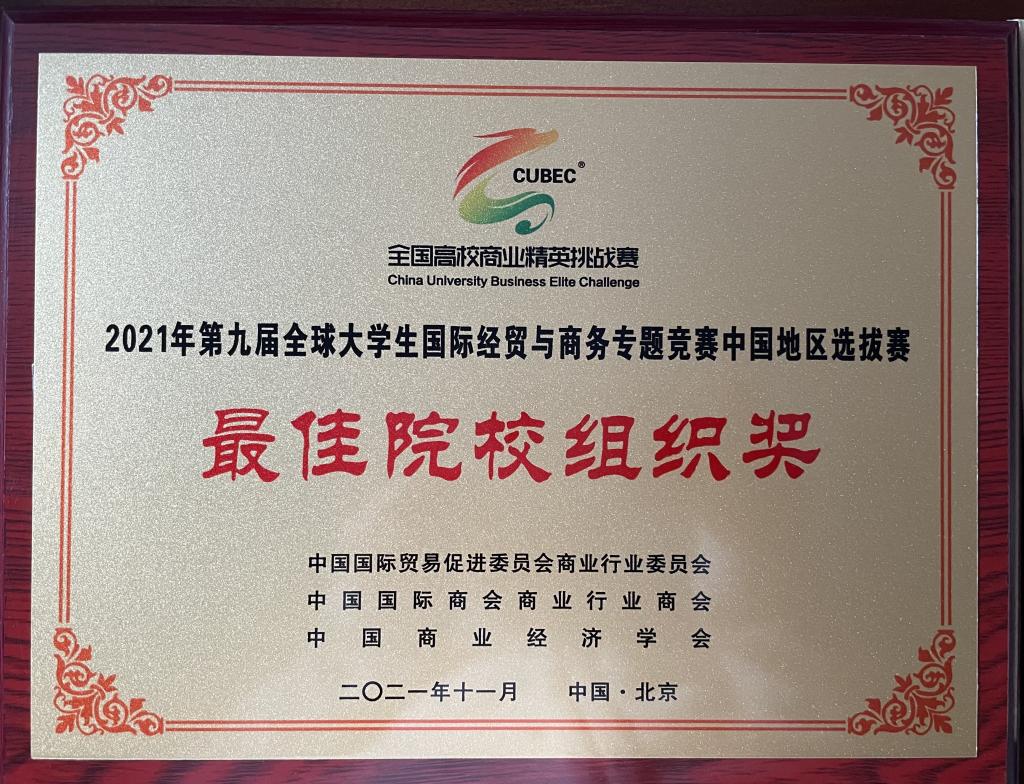 CUBEC®
全国高校商业精英挑战赛
China University Business Elite Challenge
2021年第九届全球大学生国际经贸与商务专题竞赛中国地区选拔赛
最佳院校组织奖
中国国际贸易促进委员会商业行业委员会
中国国际商会商业行业商会
中国商业经济学会
二〇二一年十一月 中国·北京